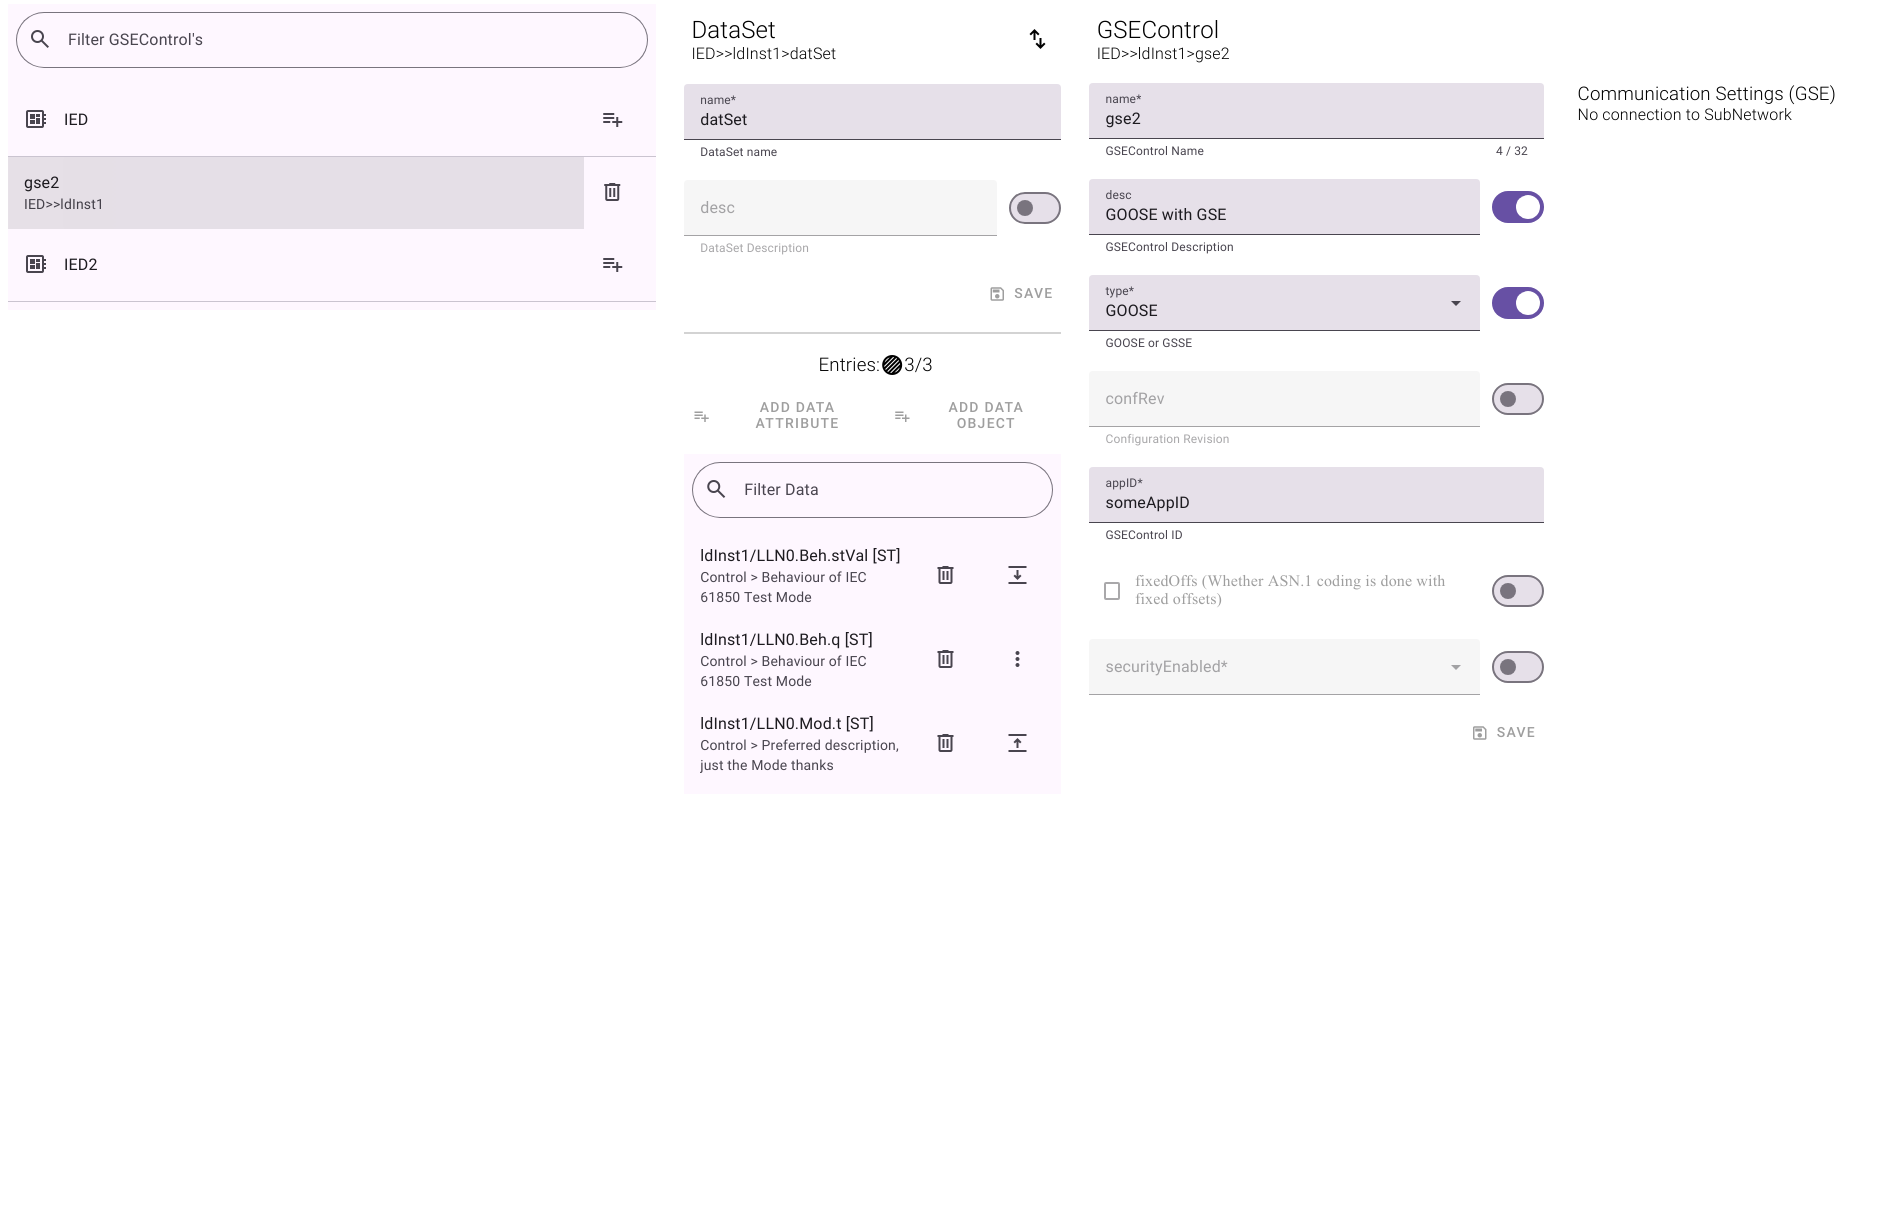 Filter GSEControl's
IED
gse2
IED>>ldInst1
IED2
DataSet
IED>>ldInst1>datSet
name*
datSet
DataSet name
desc
DataSet Description
SAVE
Entries: 3/3
ADD DATA
ATTRIBUTE
ADD DATA
OBJECT
Filter Data
ldInst1/LLN0.Beh.stVal [ST]
Control > Behaviour of IEC
61850 Test Mode
ldInst1/LLN0.Beh.q [ST]
Control > Behaviour of IEC
61850 Test Mode
ldInst1/LLN0.Mod.t [ST]
Control > Preferred description,
just the Mode thanks
GSEControl
IED>>ldInst1>gse2
name*
gse2
GSEControl Name
4 / 32
desc
GOOSE with GSE
GSEControl Description
type*
GOOSE
GOOSE or GSSE
confRev
Configuration Revision
appID*
someAppID
GSEControl ID
fixedOffs (Whether ASN.1 coding is done with
fixed offsets)
securityEnabled*
SAVE
Communication Settings (GSE)
No connection to SubNetwork